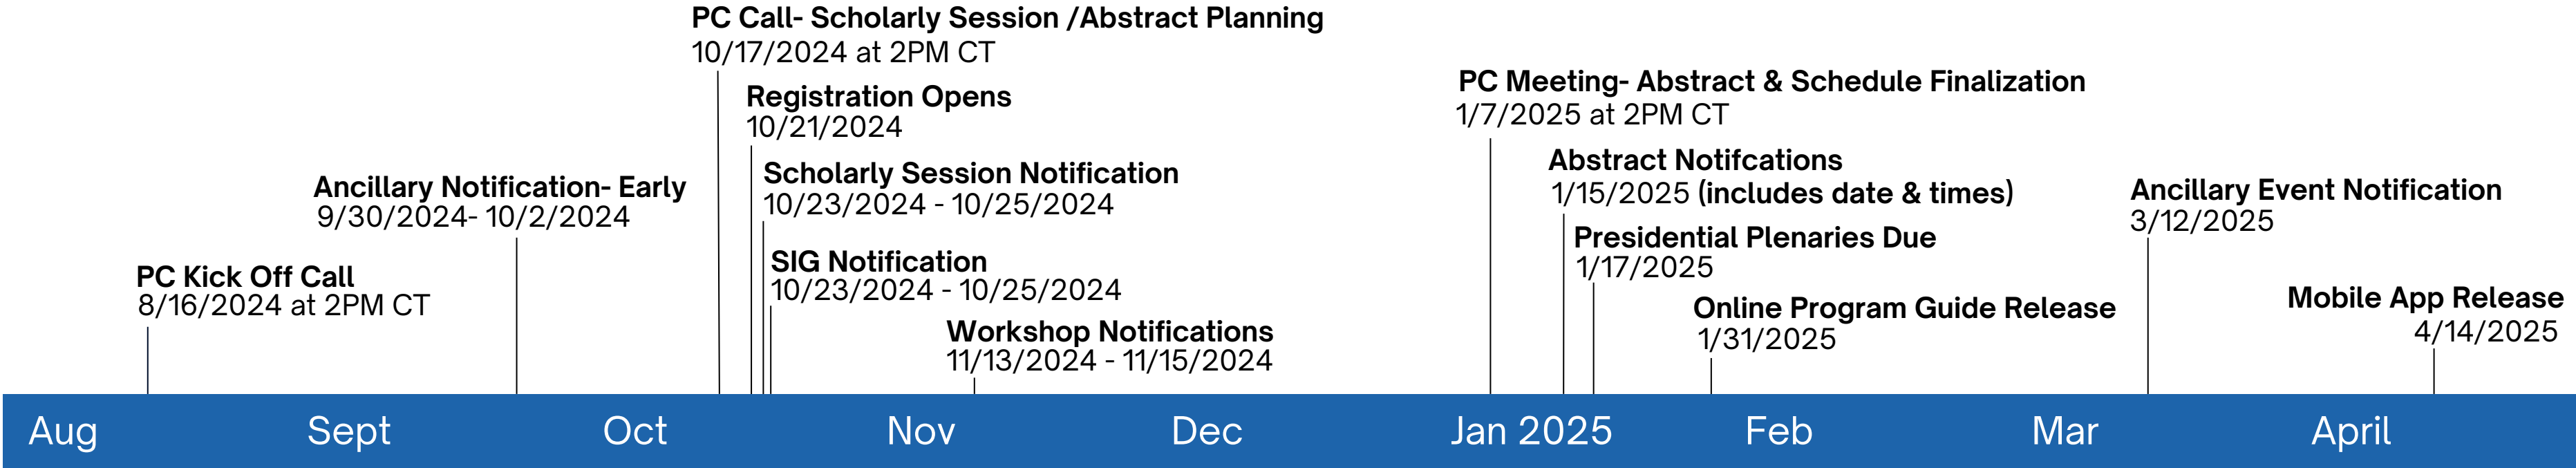 PC Call- Scholarly Session /Abstract Planning
10/17/2024 at 2PM CT
Registration Opens
10/21/2024
Scholarly Session Notification
10/23/2024 - 10/25/2024
Ancillary Notification- Early
9/30/2024- 10/2/2024
SIG Notification
10/23/2024 - 10/25/2024
PC Kick Off Call
8/16/2024 at 2PM CT
Workshop Notifications
11/13/2024 - 11/15/2024
PC Meeting- Abstract & Schedule Finalization
1/7/2025 at 2PM CT
Abstract Notifcations
1/15/2025 (includes date & times)
Presidential Plenaries Due
1/17/2025
Online Program Guide Release
1/31/2025
Ancillary Event Notification
3/12/2025
Mobile App Release
4/14/2025
Aug Sept Oct Nov Dec Jan 2025 Feb Mar April